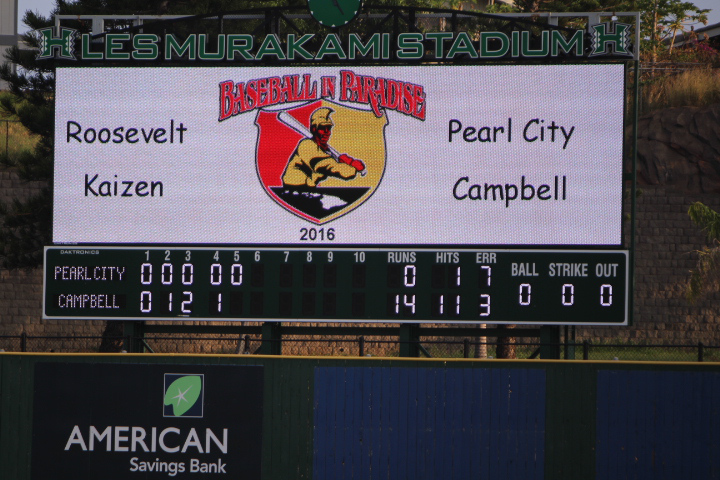 H LES MURAKAMI STADIUM H
BASEBALL IN PARADISE
Roosevelt
Kaizen
Pearl City
Campbell
2016
DAKTRONICS
1 2 3 4 5 6 7 8 9 10 RUNS HITS ERR BALL STRIKE OUT
PEARL CITY 0 0 0 0 0 0 1 7
CAMPBELL 0 1 2 1 14 11 3 0 0 0
AMERICAN
Savings Bank